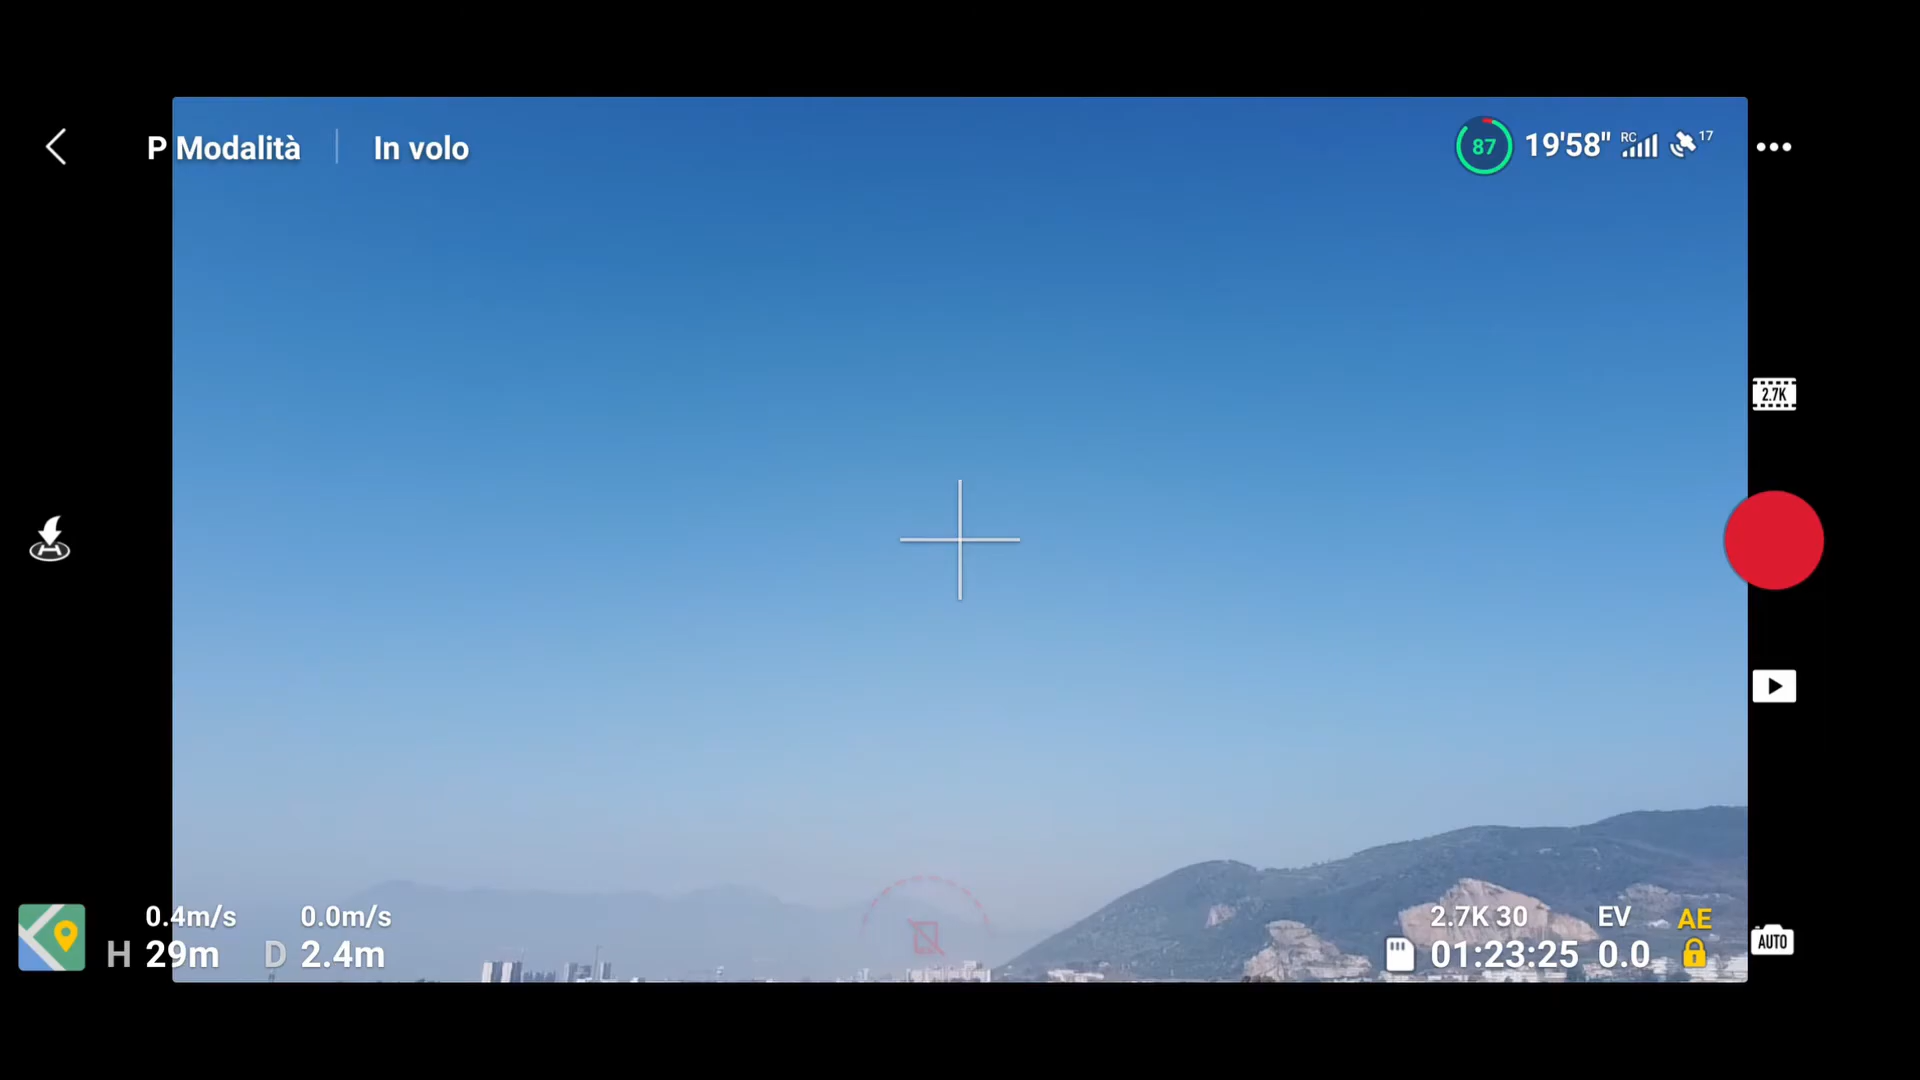 P Modalità In volo
87 19'58" RC 17
2.7K
0.4m/s 0.0m/s
H 29m D 2.4m
2.7K 30 EV AE
01:23:25 0.0
AUTO